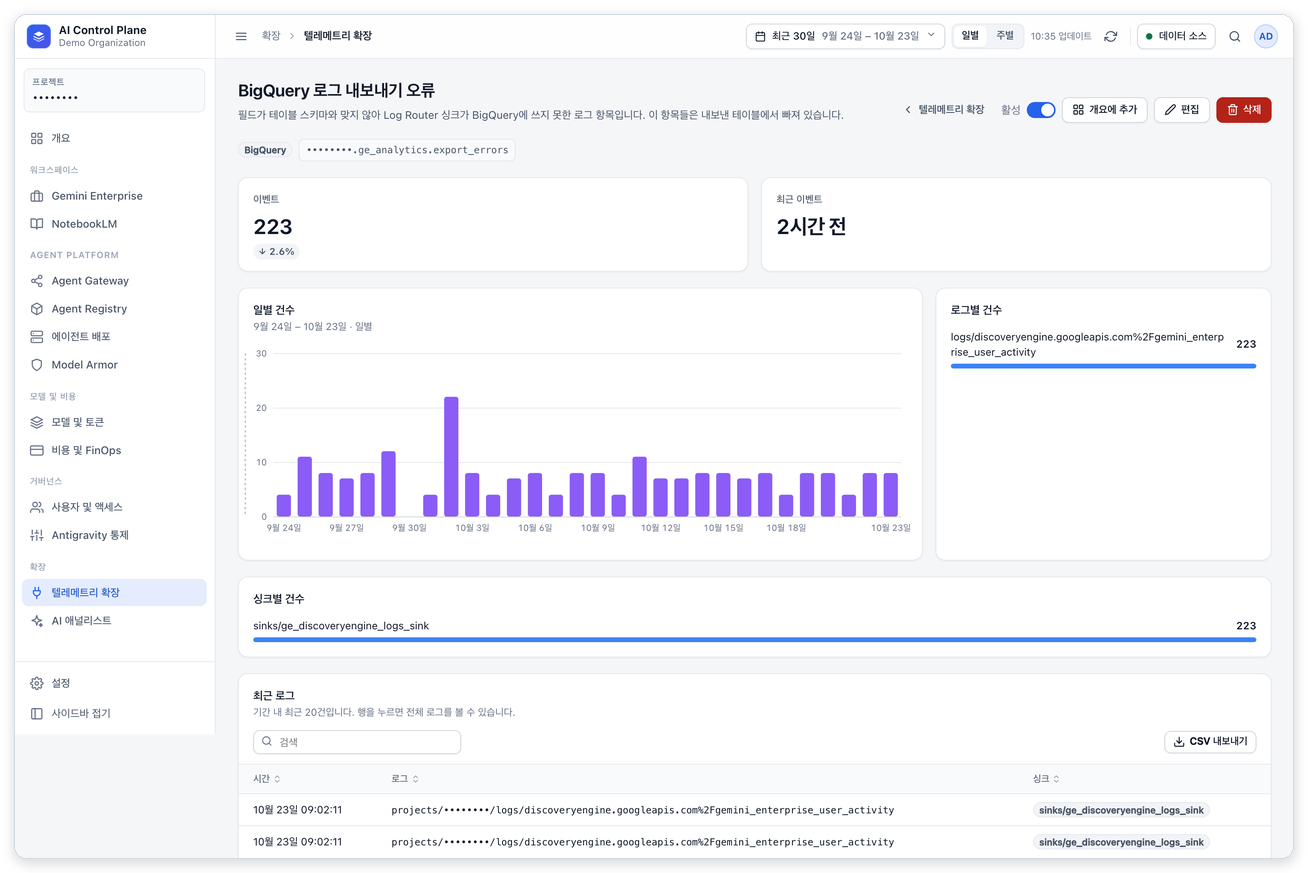 AI Control Plane
Demo Organization
프로젝트
••••••••
개요
워크스페이스
Gemini Enterprise
NotebookLM
AGENT PLATFORM
Agent Gateway
Agent Registry
에이전트 배포
Model Armor
모델 및 비용
모델 및 토큰
비용 및 FinOps
거버넌스
사용자 및 액세스
Antigravity 통제
확장
텔레메트리 확장
AI 애널리스트
설정
사이드바 접기
확장 > 텔레메트리 확장
최근 30일 9월 24일 – 10월 23일
일별 주별
10:35 업데이트
데이터 소스
AD
BigQuery 로그 내보내기 오류
필드가 테이블 스키마와 맞지 않아 Log Router 싱크가 BigQuery에 쓰지 못한 로그 항목입니다. 이 항목들은 내보낸 테이블에서 빠져 있습니다.
텔레메트리 확장
활성
개요에 추가
편집
삭제
BigQuery
••••••••.ge_analytics.export_errors
이벤트
223
↓ 2.6%
최근 이벤트
2시간 전
일별 건수
9월 24일 – 10월 23일 · 일별
30
20
10
0
9월 24일 9월 27일 9월 30일 10월 3일 10월 6일 10월 9일 10월 12일 10월 15일 10월 18일 10월 23일
로그별 건수
logs/discoveryengine.googleapis.com%2Fgemini_enterp
rise_user_activity
223
싱크별 건수
sinks/ge_discoveryengine_logs_sink 223
최근 로그
기간 내 최근 20건입니다. 행을 누르면 전체 로그를 볼 수 있습니다.
검색
CSV 내보내기
시간 로그 싱크
10월 23일 09:02:11 projects/••••••••/logs/discoveryengine.googleapis.com%2Fgemini_enterprise_user_activity sinks/ge_discoveryengine_logs_sink
10월 23일 09:02:11 projects/••••••••/logs/discoveryengine.googleapis.com%2Fgemini_enterprise_user_activity sinks/ge_discoveryengine_logs_sink